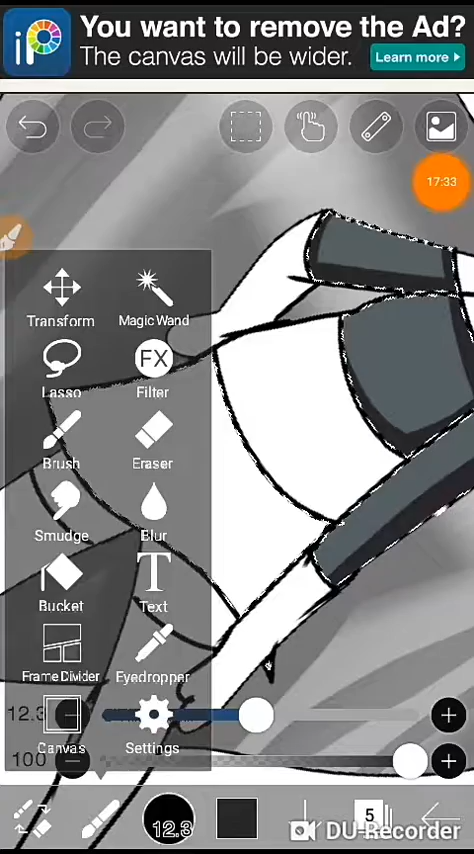 You want to remove the Ad?
The canvas will be wider.
Learn more
17:33
Transform
Magic Wand
Lasso
FX
Filter
Brush
Eraser
Smudge
Blur
Bucket
T
Text
Frame Divider
Eyedropper
12.3
Canvas
Settings
100
12.3
5
DU-Recorder